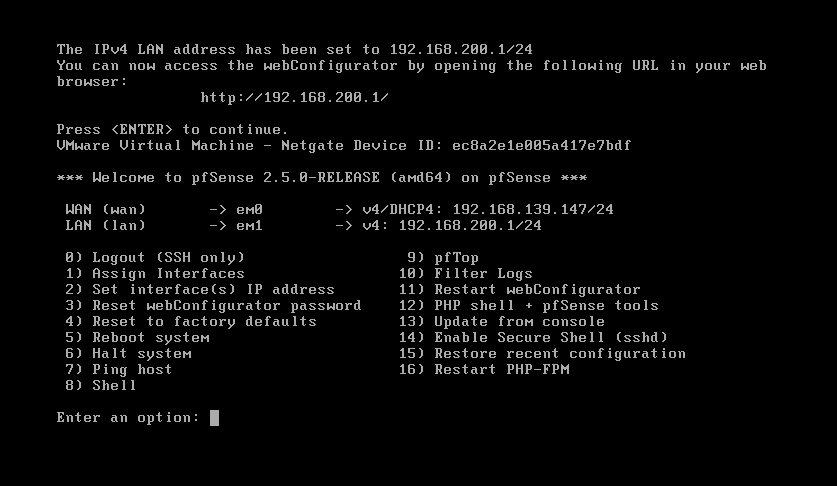 The IPv4 LAN address has been set to 192.168.200.1/24
You can now access the webConfigurator by opening the following URL in your web
browser:
                http://192.168.200.1/

Press <ENTER> to continue.
VMware Virtual Machine - Netgate Device ID: ec8a2e1e005a417e7bdf

*** Welcome to pfSense 2.5.0-RELEASE (amd64) on pfSense ***

 WAN (wan)       -> em0        -> v4/DHCP4: 192.168.139.147/24
 LAN (lan)       -> em1        -> v4: 192.168.200.1/24

 0) Logout (SSH only)                  9) pfTop
 1) Assign Interfaces                 10) Filter Logs
 2) Set interface(s) IP address       11) Restart webConfigurator
 3) Reset webConfigurator password    12) PHP shell + pfSense tools
 4) Reset to factory defaults         13) Update from console
 5) Reboot system                     14) Enable Secure Shell (sshd)
 6) Halt system                       15) Restore recent configuration
 7) Ping host                         16) Restart PHP-FPM
 8) Shell

Enter an option: